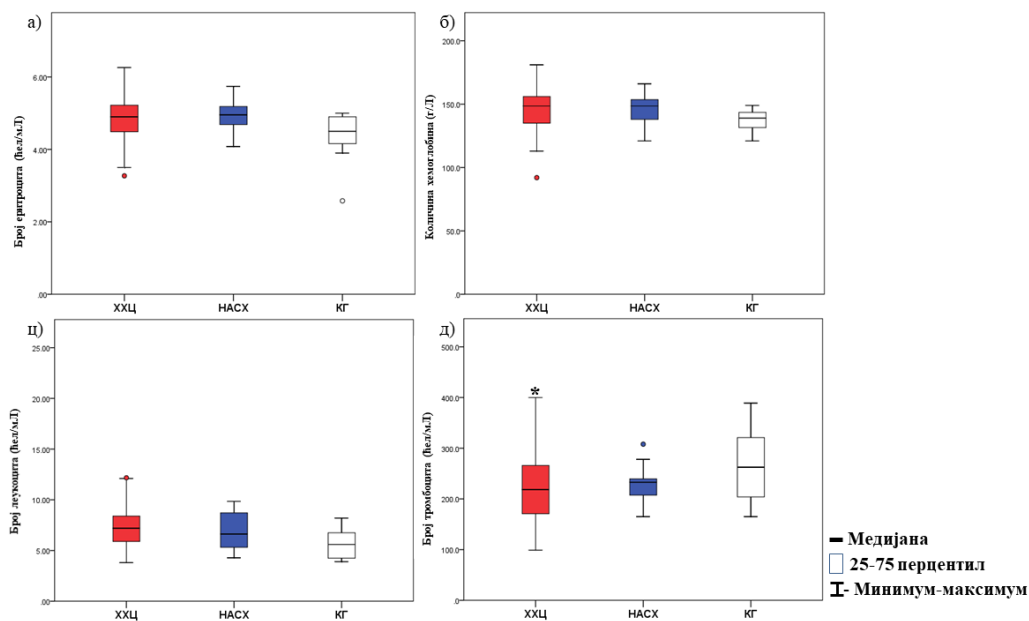 а)
Број еритроцита (ћел/мЛ)
6.00
4.00
2.00
.00
ХХЦ
НАСХ
КГ
б)
Количина хемоглобина (г/Л)
200.0
150.0
100.0
50.0
.0
ХХЦ
НАСХ
КГ
ц)
Број леукоцита (ћел/мЛ)
25.00
20.00
15.00
10.00
5.00
.00
ХХЦ
НАСХ
КГ
д)
Број тромбоцита (ћел/мЛ)
500.0
400.0
300.0
200.0
100.0
.0
*
ХХЦ
НАСХ
КГ
Медијана
25-75 перцентил
- Минимум-максимум